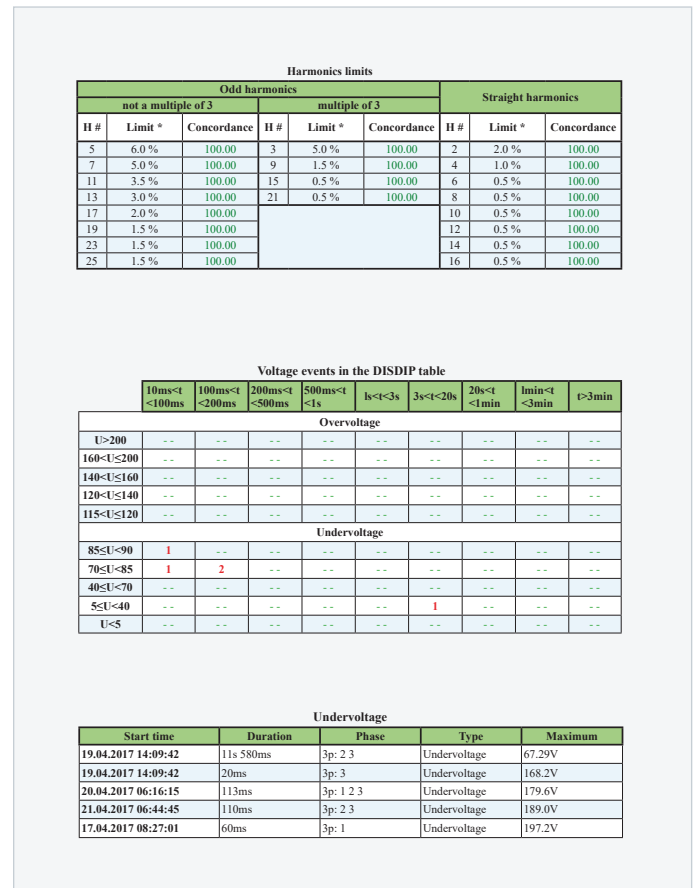 Harmonics limits
Odd harmonics Straight harmonics
not a multiple of 3 multiple of 3
H # Limit * Concordance H # Limit * Concordance H # Limit * Concordance
5 6.0 % 100.00 3 5.0 % 100.00 2 2.0 % 100.00
7 5.0 % 100.00 9 1.5 % 100.00 4 1.0 % 100.00
11 3.5 % 100.00 15 0.5 % 100.00 6 0.5 % 100.00
13 3.0 % 100.00 21 0.5 % 100.00 8 0.5 % 100.00
17 2.0 % 100.00 10 0.5 % 100.00
19 1.5 % 100.00 12 0.5 % 100.00
23 1.5 % 100.00 14 0.5 % 100.00
25 1.5 % 100.00 16 0.5 % 100.00
Voltage events in the DISDIP table
10ms<t 100ms<t 200ms<t 500ms<t ls<t<3s 3s<t<20s 20s<t lmin<t t>3min
<100ms <200ms <500ms <1s <1min <3min
Overvoltage
U>200 - - - - - - - - - - - - - - - - - -
160<U≤200 - - - - - - - - - - - - - - - - - -
140<U≤160 - - - - - - - - - - - - - - - - - -
120<U≤140 - - - - - - - - - - - - - - - - - -
115<U≤120 - - - - - - - - - - - - - - - - - -
Undervoltage
85≤U<90 1 - - - - - - - - - - - - - - - -
70≤U<85 1 2 - - - - - - - - - - - - - -
40≤U<70 - - - - - - - - - - - - - - - - - -
5≤U<40 - - - - - - - - - - 1 - - - - - -
U<5 - - - - - - - - - - - - - - - - - -
Undervoltage
Start time Duration Phase Type Maximum
19.04.2017 14:09:42 11s 580ms 3p: 2 3 Undervoltage 67.29V
19.04.2017 14:09:42 20ms 3p: 3 Undervoltage 168.2V
20.04.2017 06:16:15 113ms 3p: 1 2 3 Undervoltage 179.6V
21.04.2017 06:44:45 110ms 3p: 2 3 Undervoltage 189.0V
17.04.2017 08:27:01 60ms 3p: 1 Undervoltage 197.2V